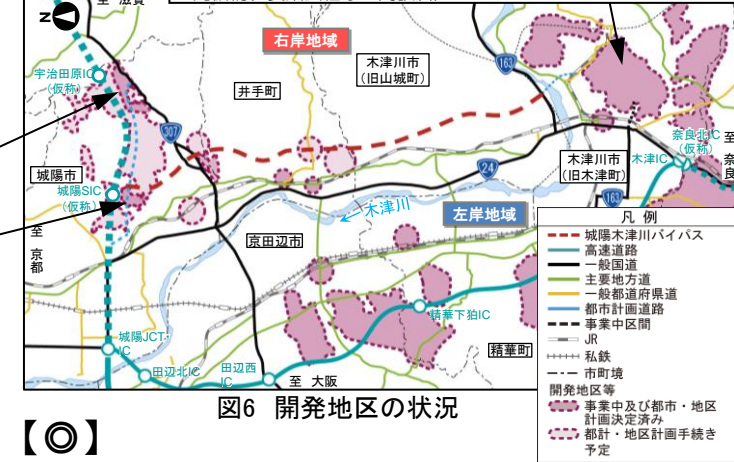 至 滋賀
N
右岸地域
163
木津川市
(旧山城町)
宇治田原IC
(仮称)
井手町
307
奈良北IC
(仮称)
至 奈良
24
木津川市
(旧木津町)
木津IC
城陽市
城陽SIC
(仮称)
163
木津川
左岸地域
至 京都
京田辺市
凡 例
城陽木津川バイパス
高速道路
一般国道
主要地方道
一般都道府県道
都市計画道路
事業中区間
JR
私鉄
市町境
開発地区等
事業中及び都市・地区
計画決定済み
都計・地区計画手続き
予定
精華下狛IC
城陽JCT・
IC
精華町
田辺北IC
田辺西
IC
至 大阪
図6 開発地区の状況
【◎】